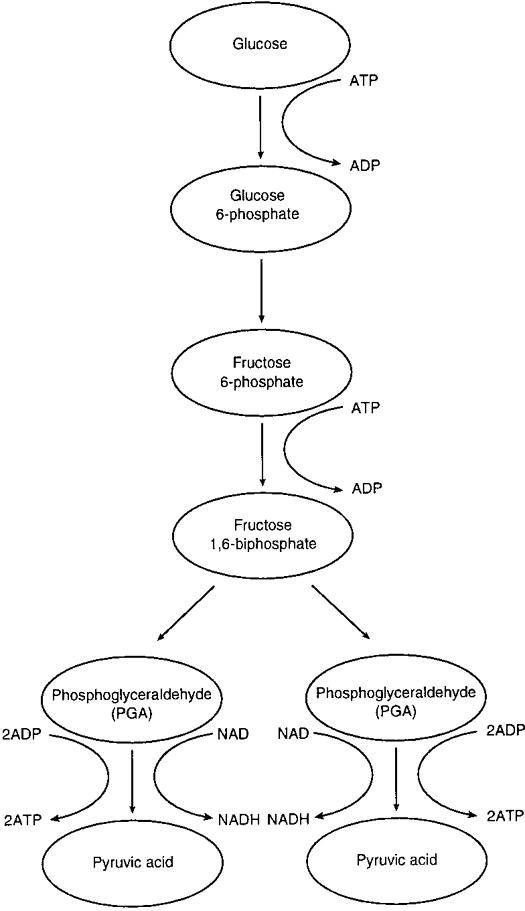 Glucose
ATP
ADP
Glucose
6-phosphate
Fructose
6-phosphate
ATP
ADP
Fructose
1,6-biphosphate
Phosphoglyceraldehyde
(PGA)
Phosphoglyceraldehyde
(PGA)
2ADP
NAD
NAD
2ADP
2ATP
NADH
NADH
2ATP
Pyruvic acid
Pyruvic acid